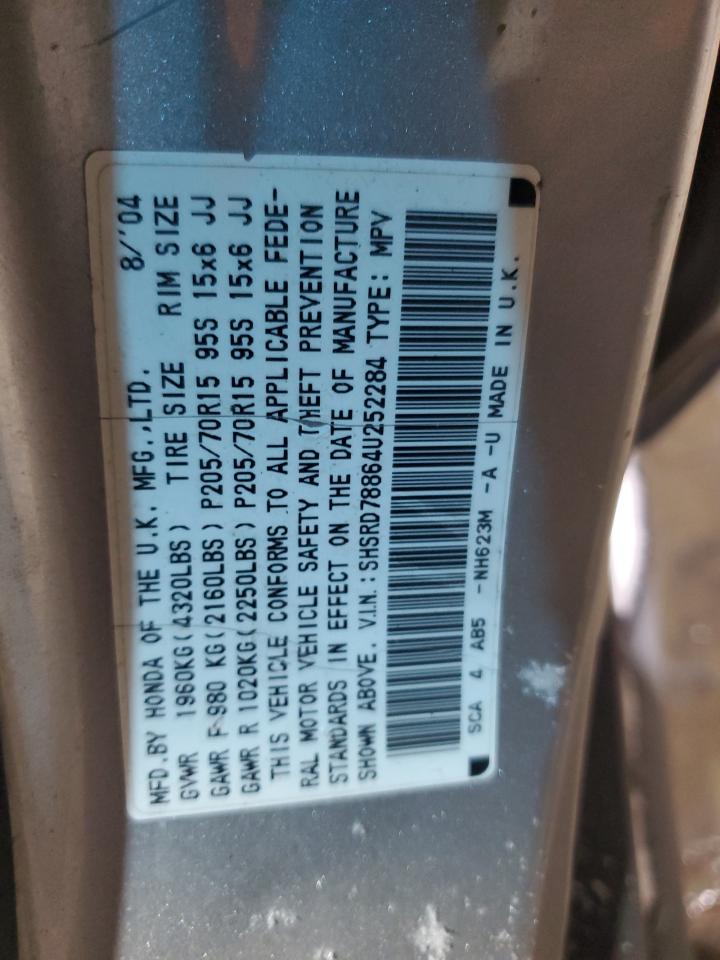 MFD.BY HONDA OF THE U.K. MFG.,LTD. 8/'04
GVWR 1960KG(4320LBS) TIRE SIZE RIM SIZE
GAWR F 980 KG(2160LBS) P205/70R15 95S 15x6 JJ
GAWR R 1020KG(2250LBS) P205/70R15 95S 15x6 JJ
THIS VEHICLE CONFORMS TO ALL APPLICABLE FEDE-
RAL MOTOR VEHICLE SAFETY AND THEFT PREVENTION
STANDARDS IN EFFECT ON THE DATE OF MANUFACTURE
SHOWN ABOVE. V.I.N.:SHSRD78864U252284 TYPE: MPV
SCA 4 AB5 -NH623M -A -U MADE IN U.K.